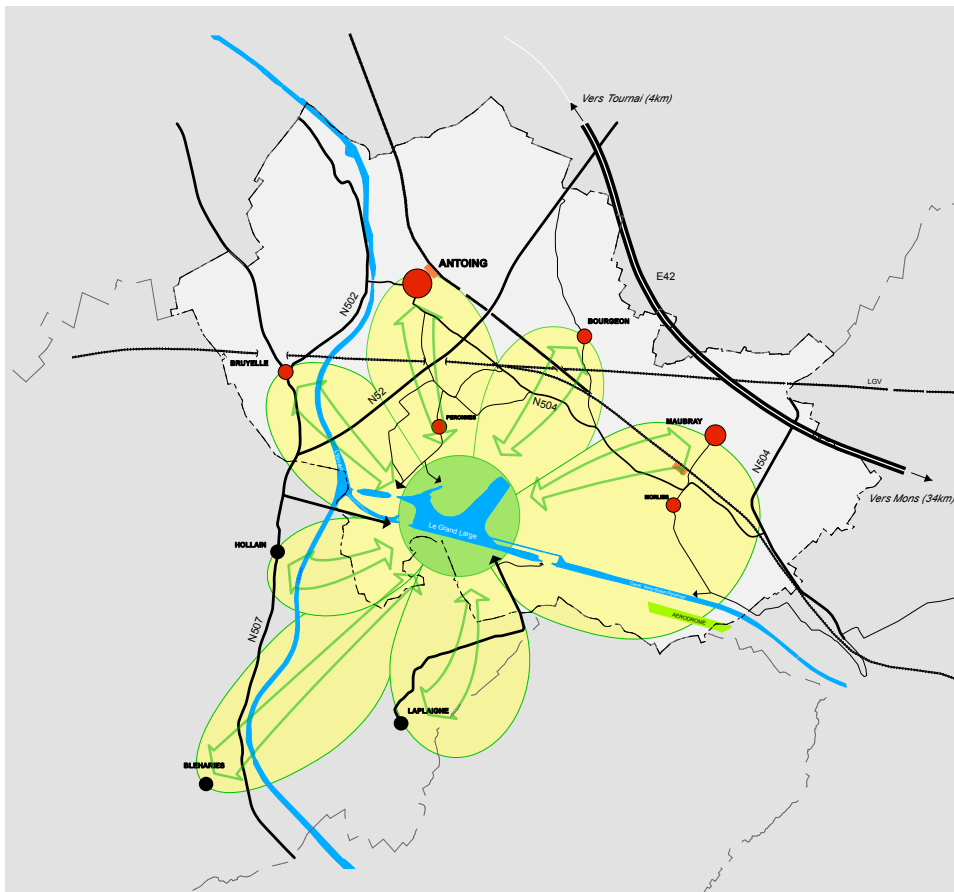 Vers Tournai (4km)
ANTOING
E42
N502
BOURGEON
BRUYELLE
LGV
N52
N504
PERONNES
MAUBRAY
N504
Vers Mons (34km)
MORLIES
Le Grand Large
HOLLAIN
AERODROME
N507
LAPLAIGNE
BLEHARIES